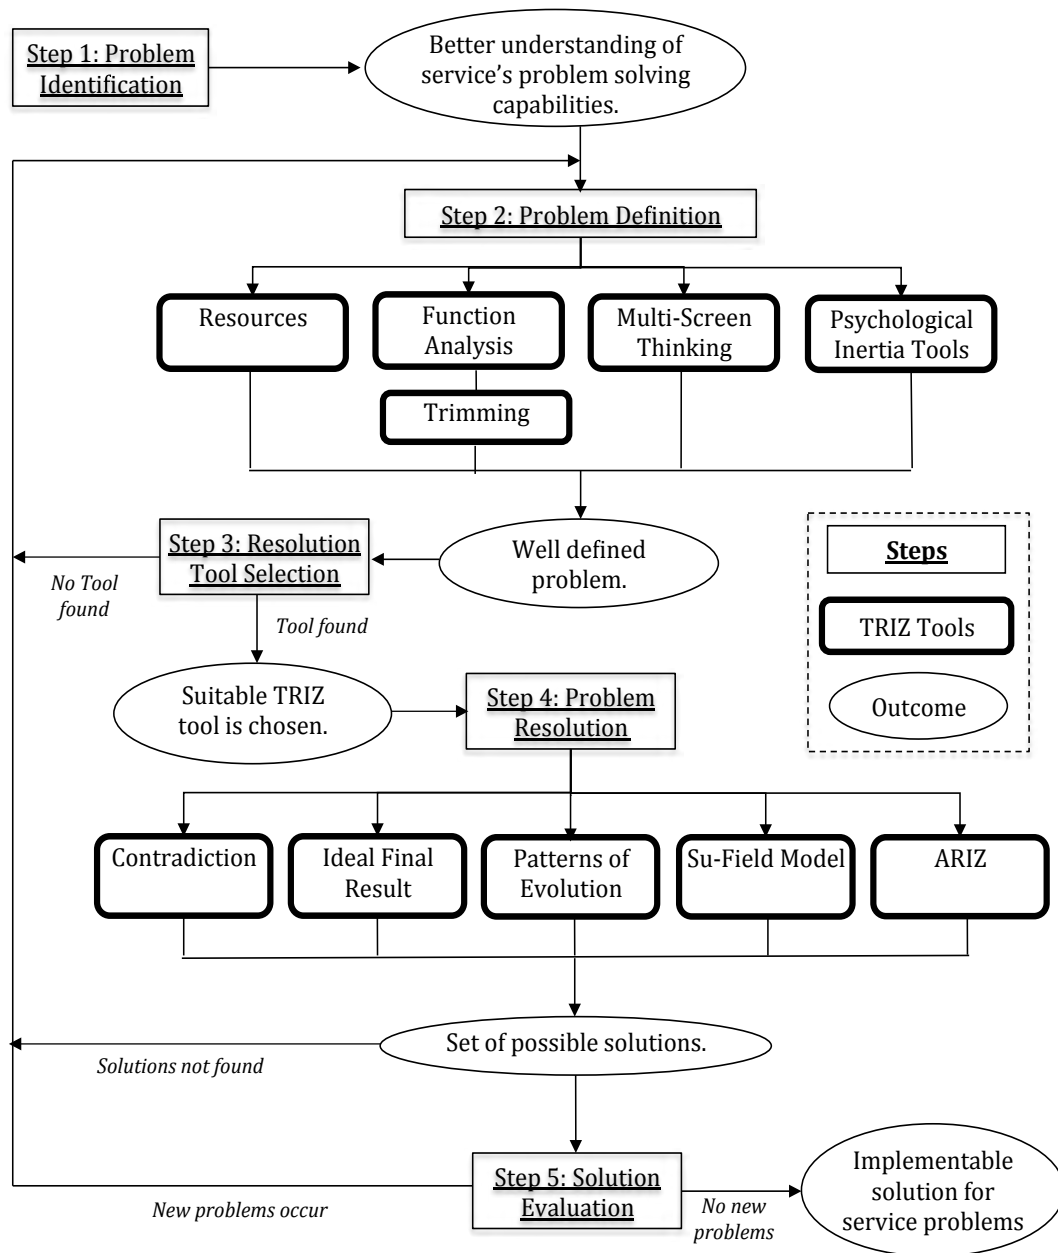 Step 1: Problem
Identification
Better understanding of
service's problem solving
capabilities.
Step 2: Problem Definition
Resources
Function
Analysis
Multi-Screen
Thinking
Psychological
Inertia Tools
Trimming
Step 3: Resolution
Tool Selection
Well defined
problem.
Steps
No Tool
found
Tool found
TRIZ Tools
Suitable TRIZ
tool is chosen.
Step 4: Problem
Resolution
Outcome
Contradiction
Ideal Final
Result
Patterns of
Evolution
Su-Field Model
ARIZ
Set of possible solutions.
Solutions not found
Step 5: Solution
Evaluation
New problems occur
No new
problems
Implementable
solution for
service problems